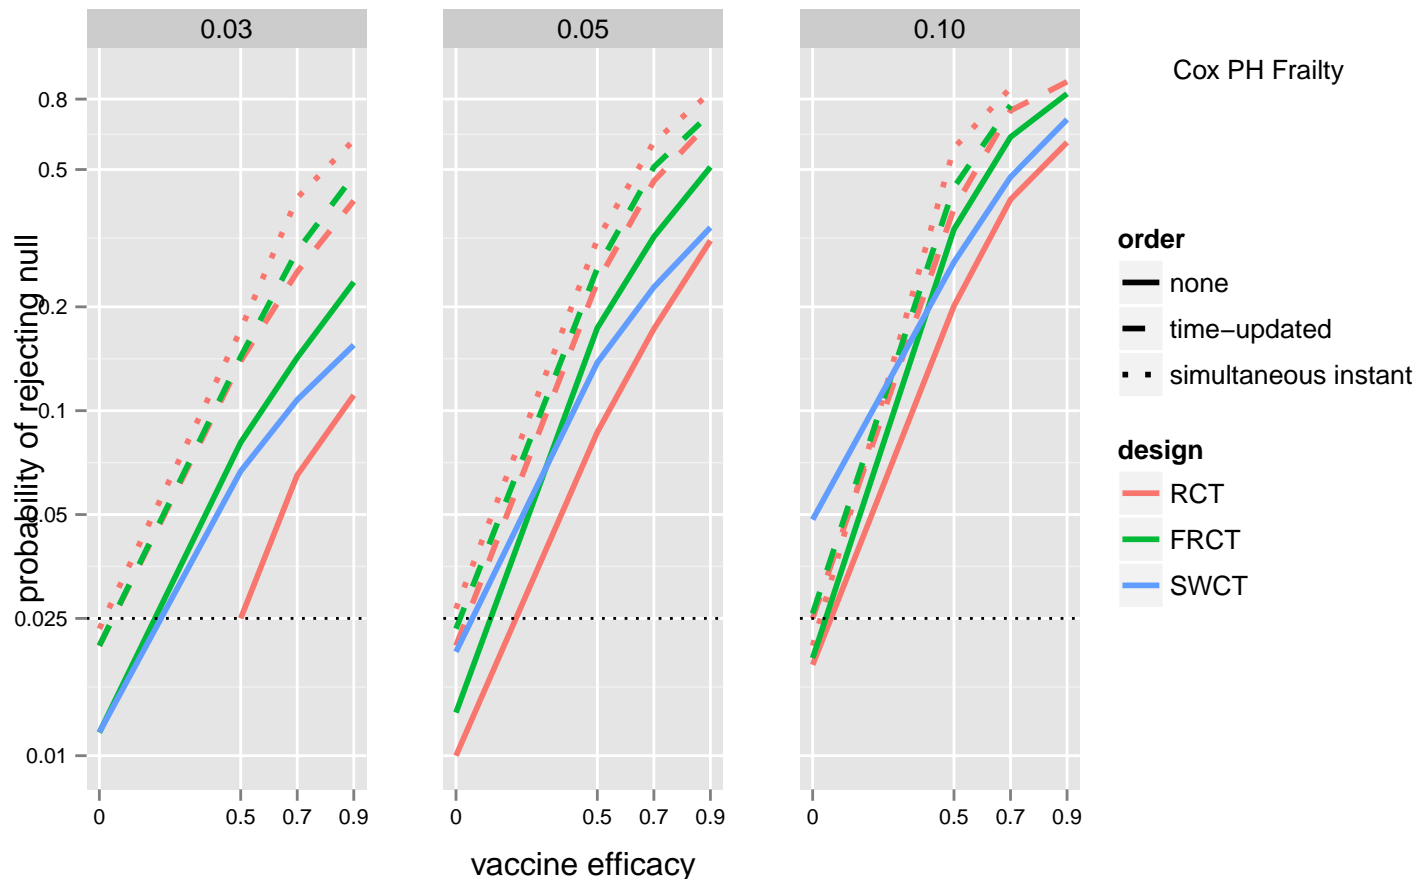 0.03 0.05 0.10
Cox PH Frailty
0.8
0.5
0.2
0.1
0.05
0.025
0.01
probability of rejecting null
0 0.5 0.7 0.9 0 0.5 0.7 0.9 0 0.5 0.7 0.9
vaccine efficacy
order
none
time−updated
simultaneous instant
design
RCT
FRCT
SWCT